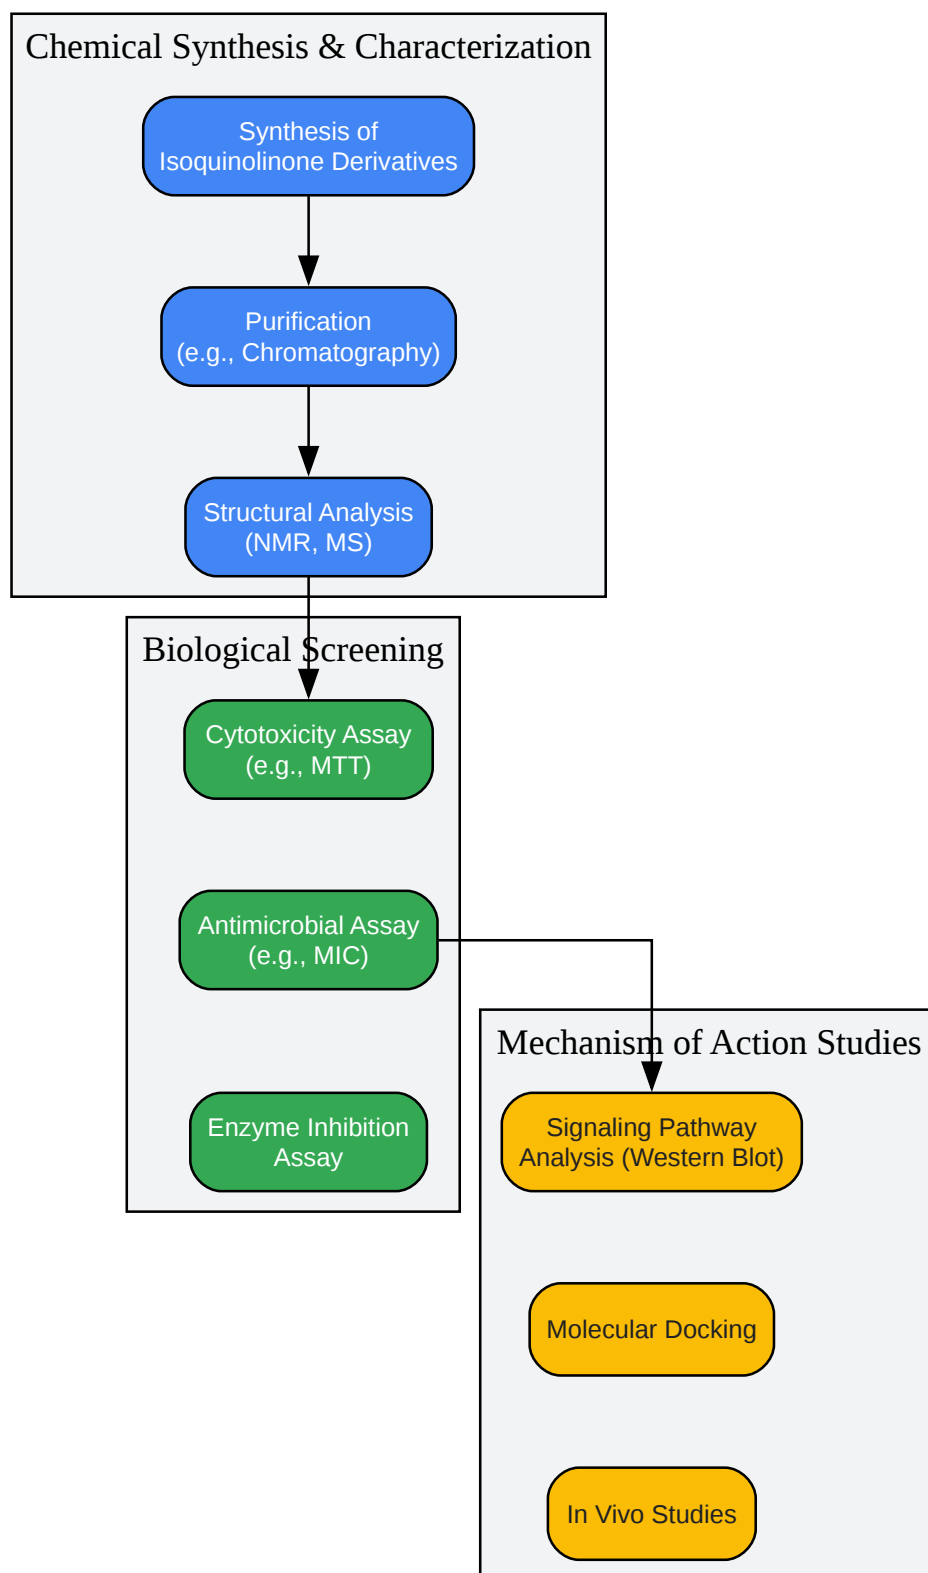 Chemical Synthesis & Characterization
Synthesis of
Isoquinolinone Derivatives
Purification
(e.g., Chromatography)
Structural Analysis
(NMR, MS)
Biological Screening
Cytotoxicity Assay
(e.g., MTT)
Antimicrobial Assay
(e.g., MIC)
Enzyme Inhibition
Assay
Mechanism of Action Studies
Signaling Pathway
Analysis (Western Blot)
Molecular Docking
In Vivo Studies